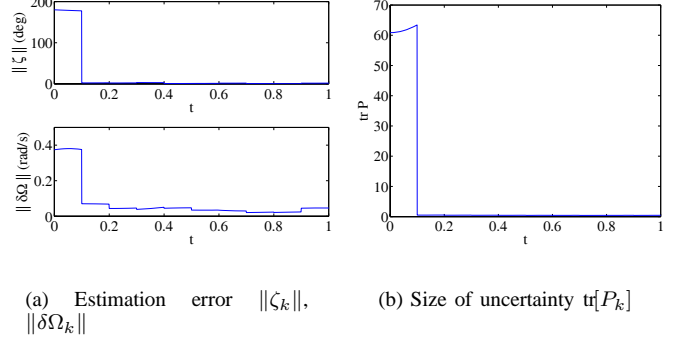 200
100
0
|| ζ || (deg)
0 0.2 0.4 0.6 0.8 1
t
0.4
0.2
0
|| δΩ || (rad/s)
0 0.2 0.4 0.6 0.8 1
t
70
60
50
40
30
20
10
0
tr P
0 0.2 0.4 0.6 0.8 1
t
(a) Estimation error ‖ζₖ‖,
‖δΩₖ‖
(b) Size of uncertainty tr[Pₖ]